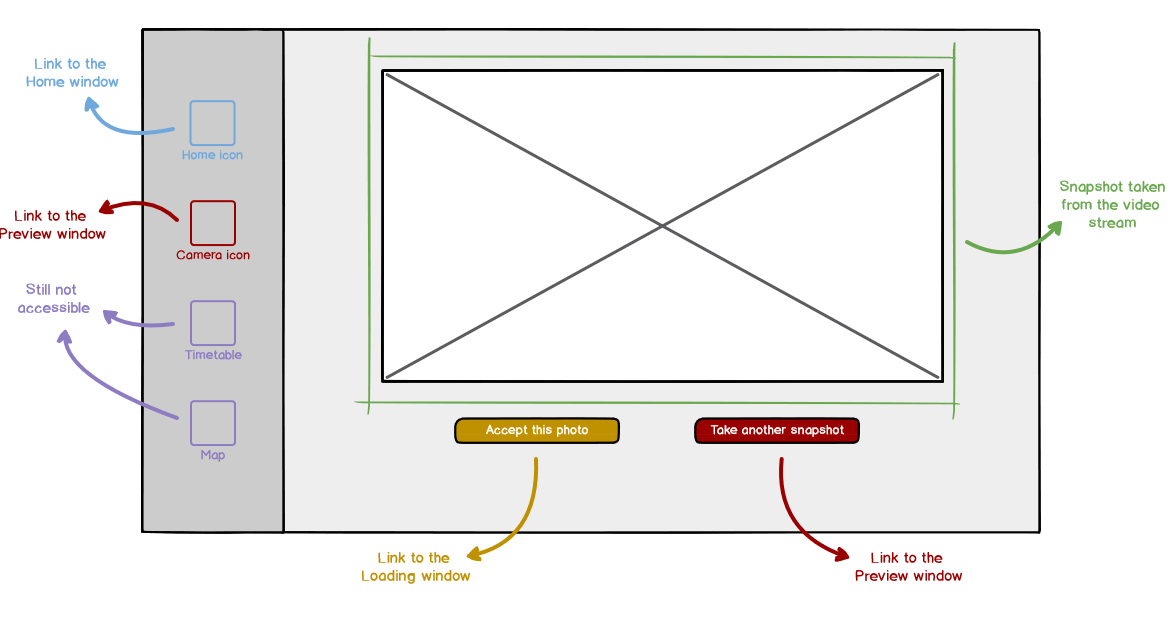 Link to the
Home window
Home icon
Link to the
Preview window
Camera icon
Snapshot taken
from the video
stream
Still not
accessible
Timetable
Map
Accept this photo
Take another snapshot
Link to the
Loading window
Link to the
Preview window